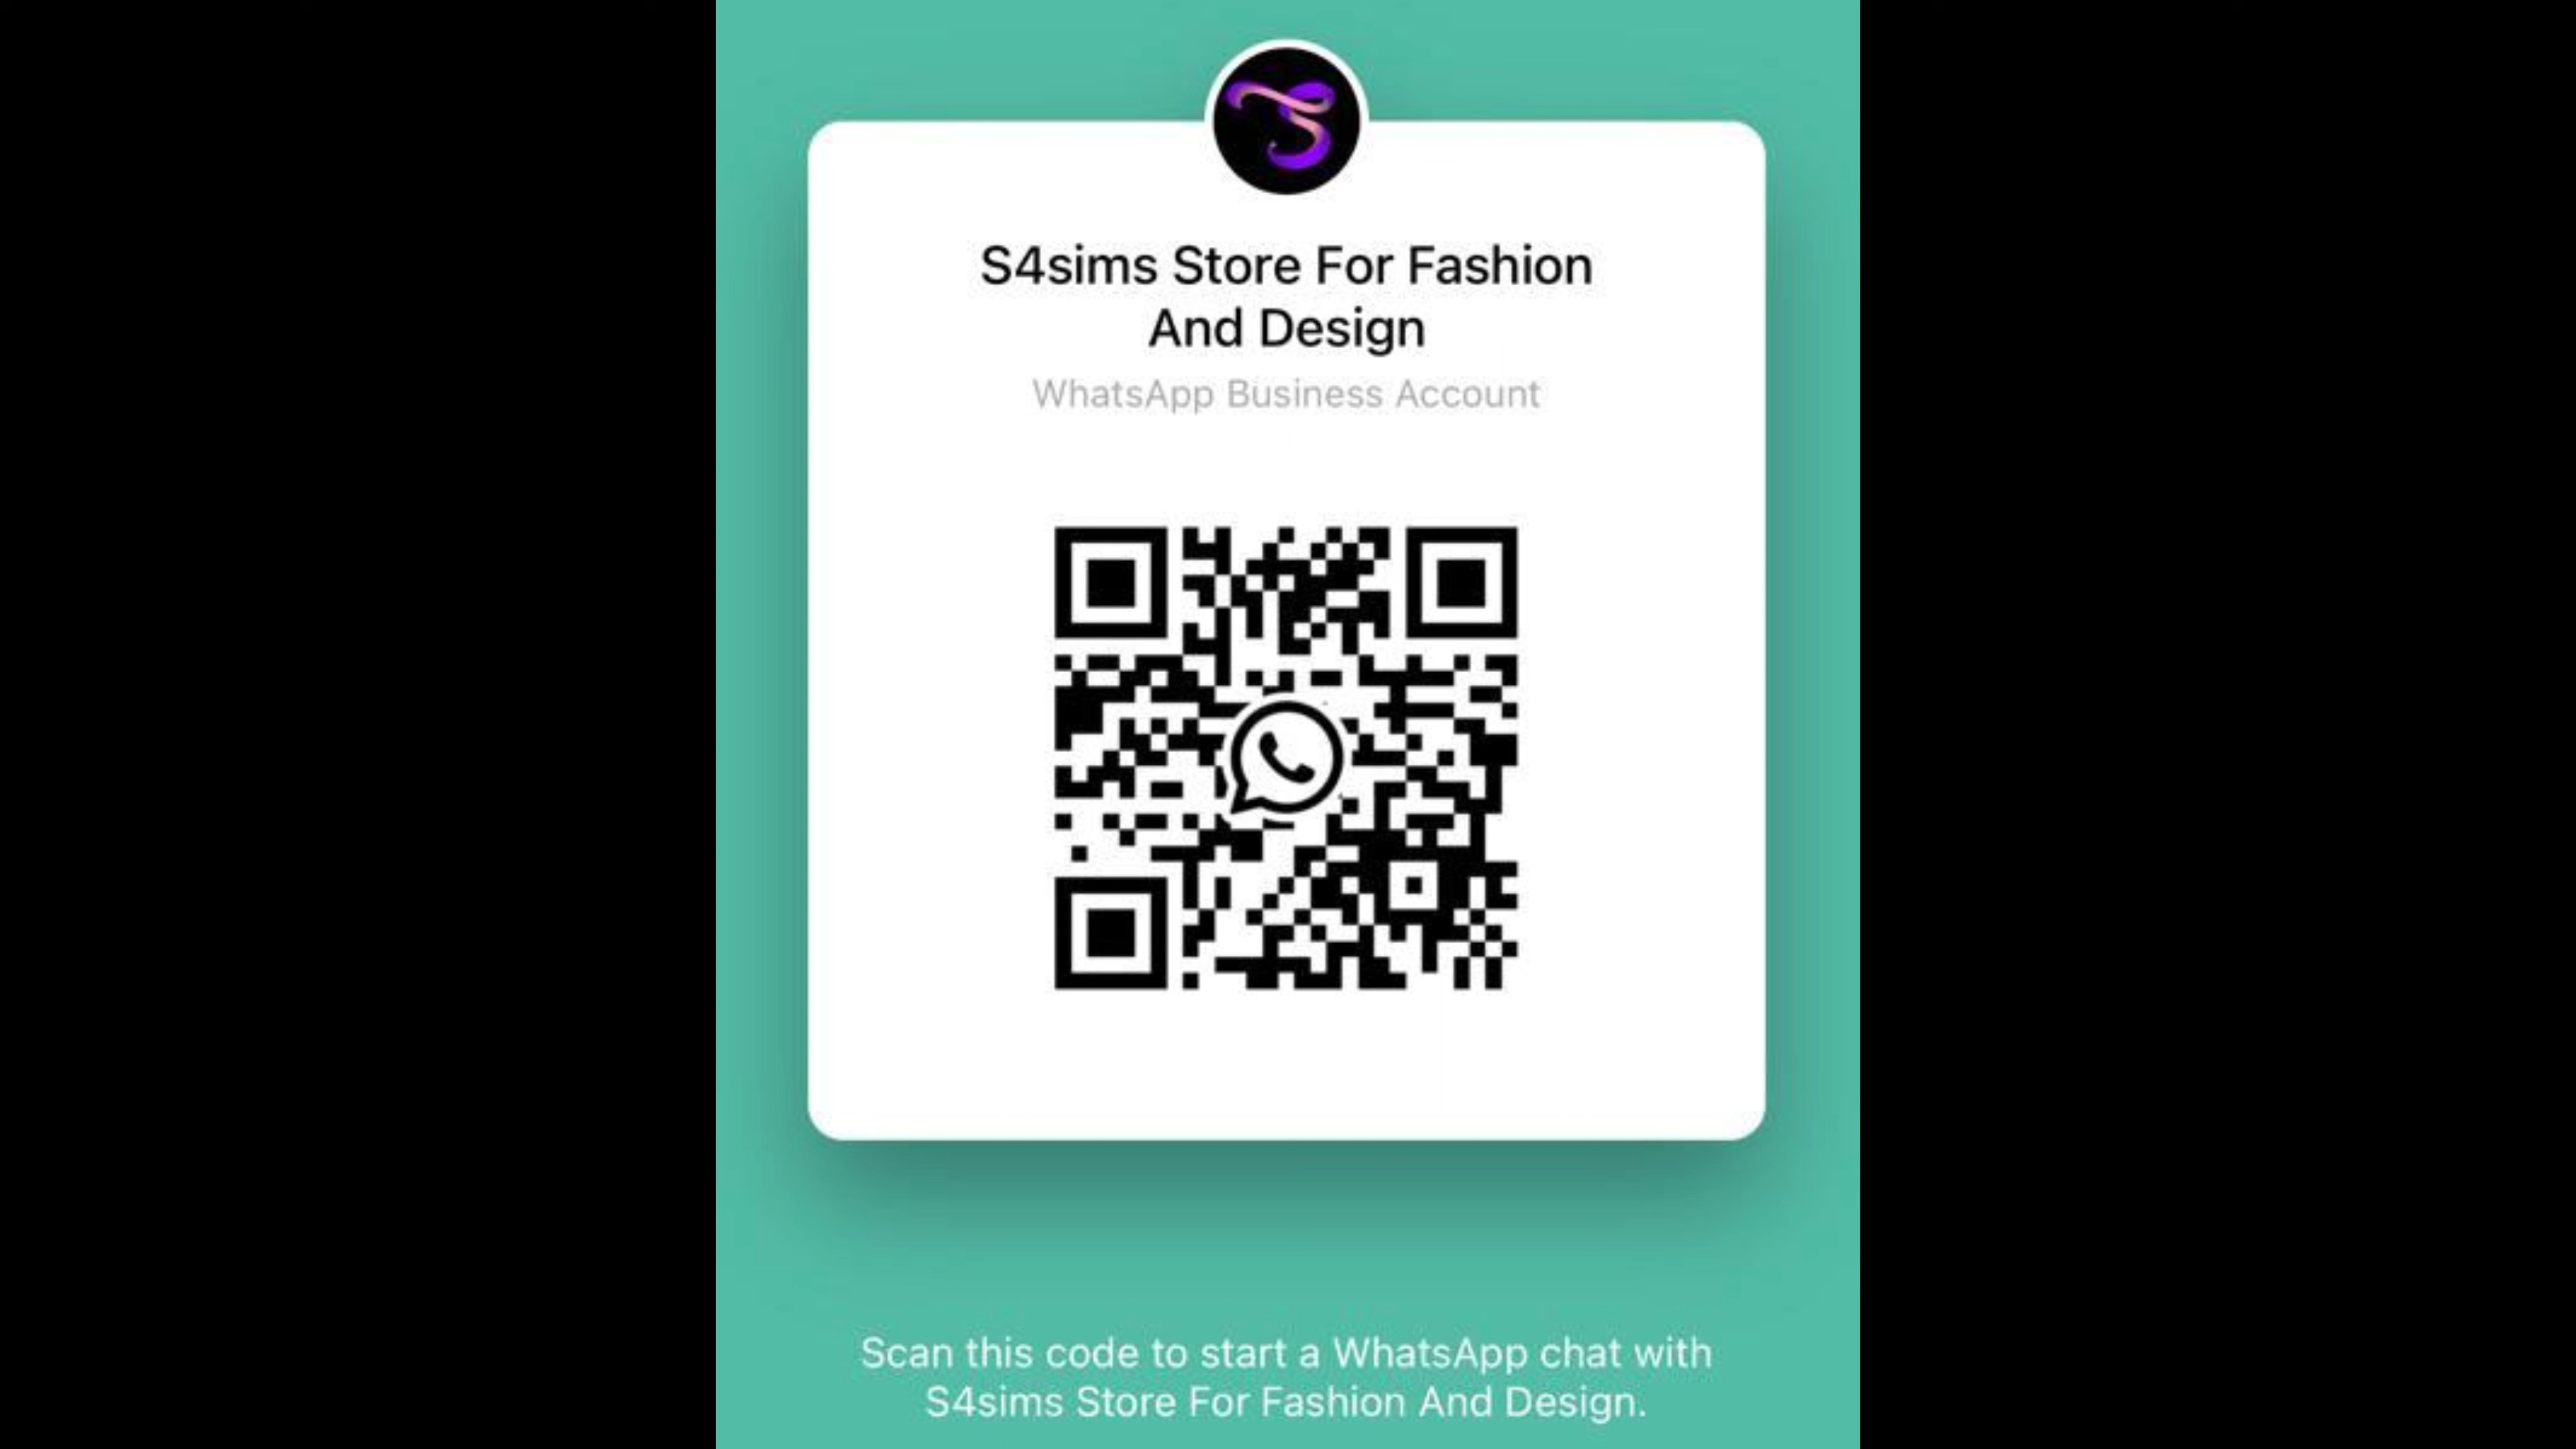 S4sims Store For Fashion
And Design
WhatsApp Business Account
Scan this code to start a WhatsApp chat with
S4sims Store For Fashion And Design.